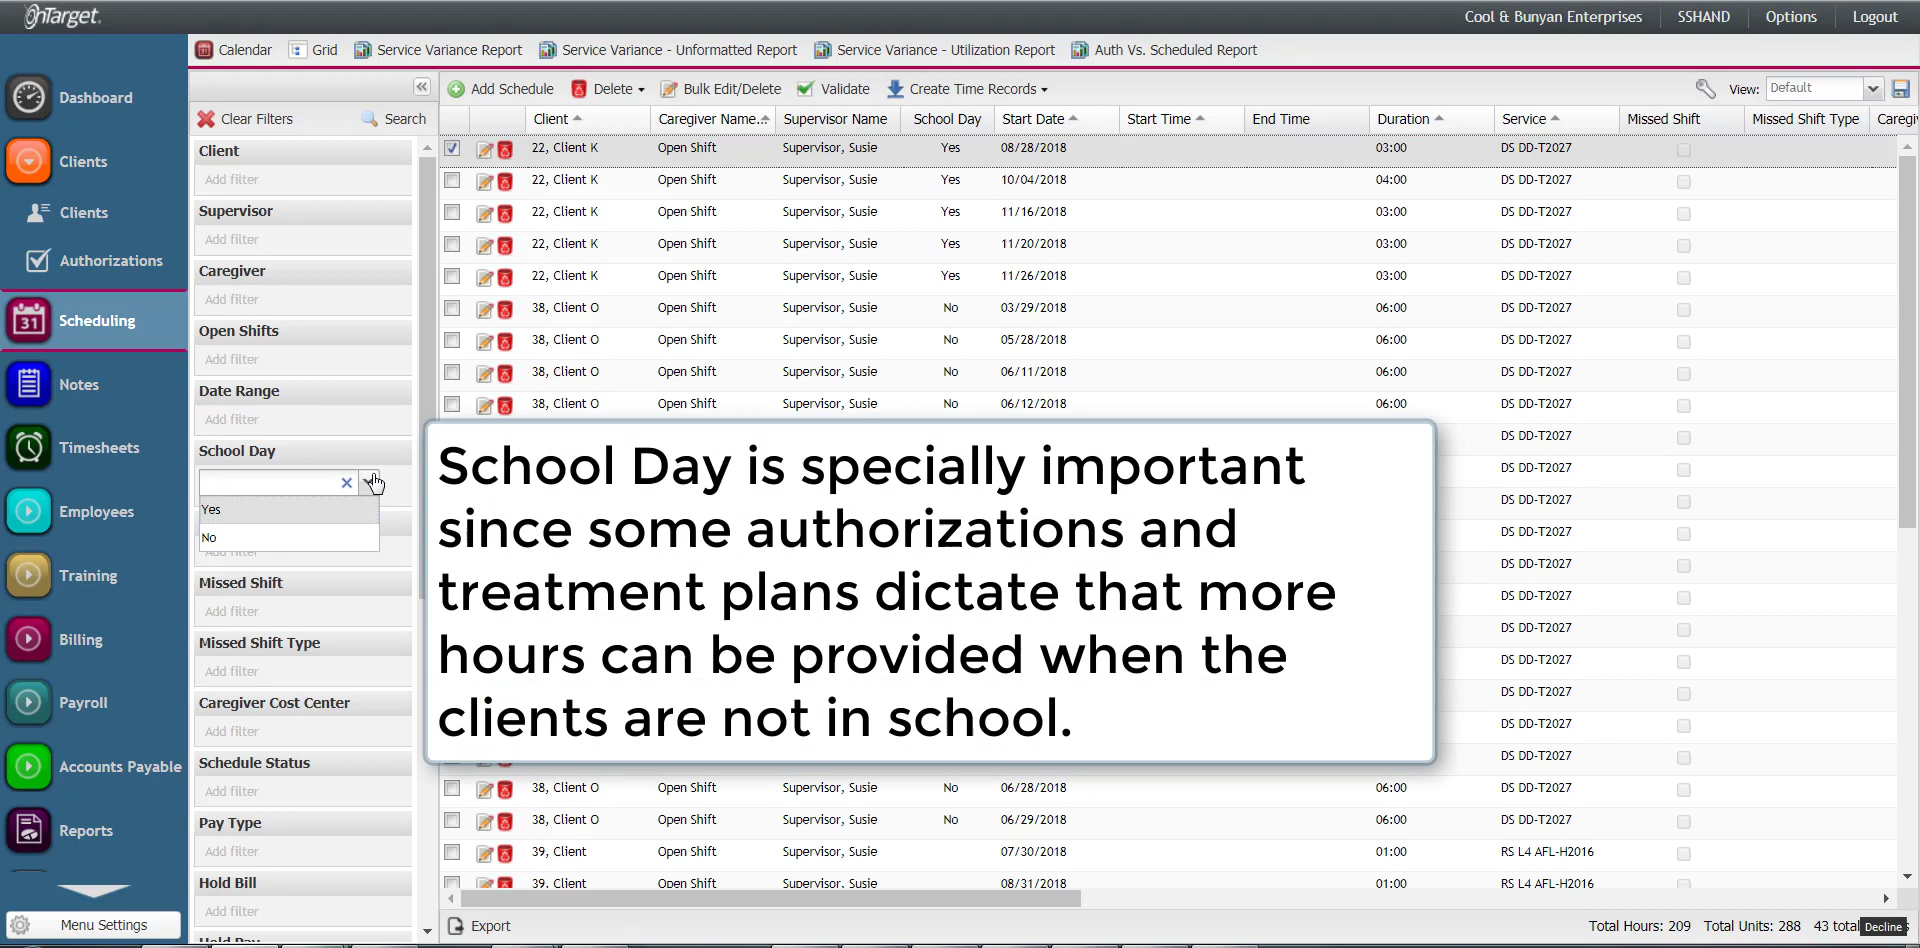 OnTarget
Cool & Bunyan Enterprises SSHAND Options Logout
Calendar Grid Service Variance Report Service Variance - Unformatted Report Service Variance - Utilization Report Auth Vs. Scheduled Report
Add Schedule Delete Bulk Edit/Delete Validate Create Time Records View: Default
Clear Filters Search
Client Caregiver Name... Supervisor Name School Day Start Date Start Time End Time Duration Service Missed Shift Missed Shift Type Caregi
22, Client K Open Shift Supervisor, Susie Yes 08/28/2018 03:00 DS DD-T2027
22, Client K Open Shift Supervisor, Susie Yes 10/04/2018 04:00 DS DD-T2027
22, Client K Open Shift Supervisor, Susie Yes 11/16/2018 03:00 DS DD-T2027
22, Client K Open Shift Supervisor, Susie Yes 11/20/2018 03:00 DS DD-T2027
22, Client K Open Shift Supervisor, Susie Yes 11/26/2018 03:00 DS DD-T2027
38, Client O Open Shift Supervisor, Susie No 03/29/2018 06:00 DS DD-T2027
38, Client O Open Shift Supervisor, Susie No 05/28/2018 06:00 DS DD-T2027
38, Client O Open Shift Supervisor, Susie No 06/11/2018 06:00 DS DD-T2027
38, Client O Open Shift Supervisor, Susie No 06/12/2018 06:00 DS DD-T2027
DS DD-T2027
DS DD-T2027
DS DD-T2027
DS DD-T2027
DS DD-T2027
DS DD-T2027
DS DD-T2027
DS DD-T2027
DS DD-T2027
DS DD-T2027
DS DD-T2027
38, Client O Open Shift Supervisor, Susie No 06/28/2018 06:00 DS DD-T2027
38, Client O Open Shift Supervisor, Susie No 06/29/2018 06:00 DS DD-T2027
39, Client Open Shift Supervisor, Susie 07/30/2018 01:00 RS L4 AFL-H2016
39, Client Open Shift Supervisor, Susie 08/31/2018 01:00 RS L4 AFL-H2016
School Day is specially important
since some authorizations and
treatment plans dictate that more
hours can be provided when the
clients are not in school.
Dashboard
Clients
Clients
Authorizations
31 Scheduling
Notes
Timesheets
Employees
Training
Billing
Payroll
Accounts Payable
Reports
Menu Settings
Client
Add filter
Supervisor
Add filter
Caregiver
Add filter
Open Shifts
Add filter
Date Range
Add filter
School Day
Yes
No
Add filter
Missed Shift
Add filter
Missed Shift Type
Add filter
Caregiver Cost Center
Add filter
Schedule Status
Add filter
Pay Type
Add filter
Hold Bill
Add filter
Hold Pay
Export
Total Hours: 209 Total Units: 288 43 total
Decline